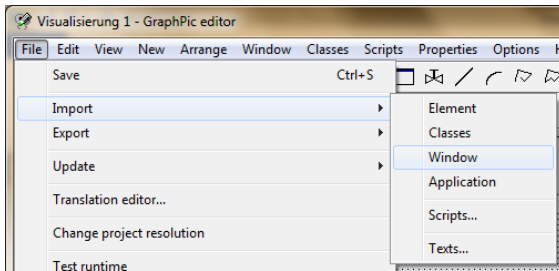 Visualisierung 1 - GraphPic editor
File Edit View New Arrange Window Classes Scripts Properties Options
Save Ctrl+S
Import
Export
Update
Translation editor...
Change project resolution
Test runtime
Element
Classes
Window
Application
Scripts...
Texts...